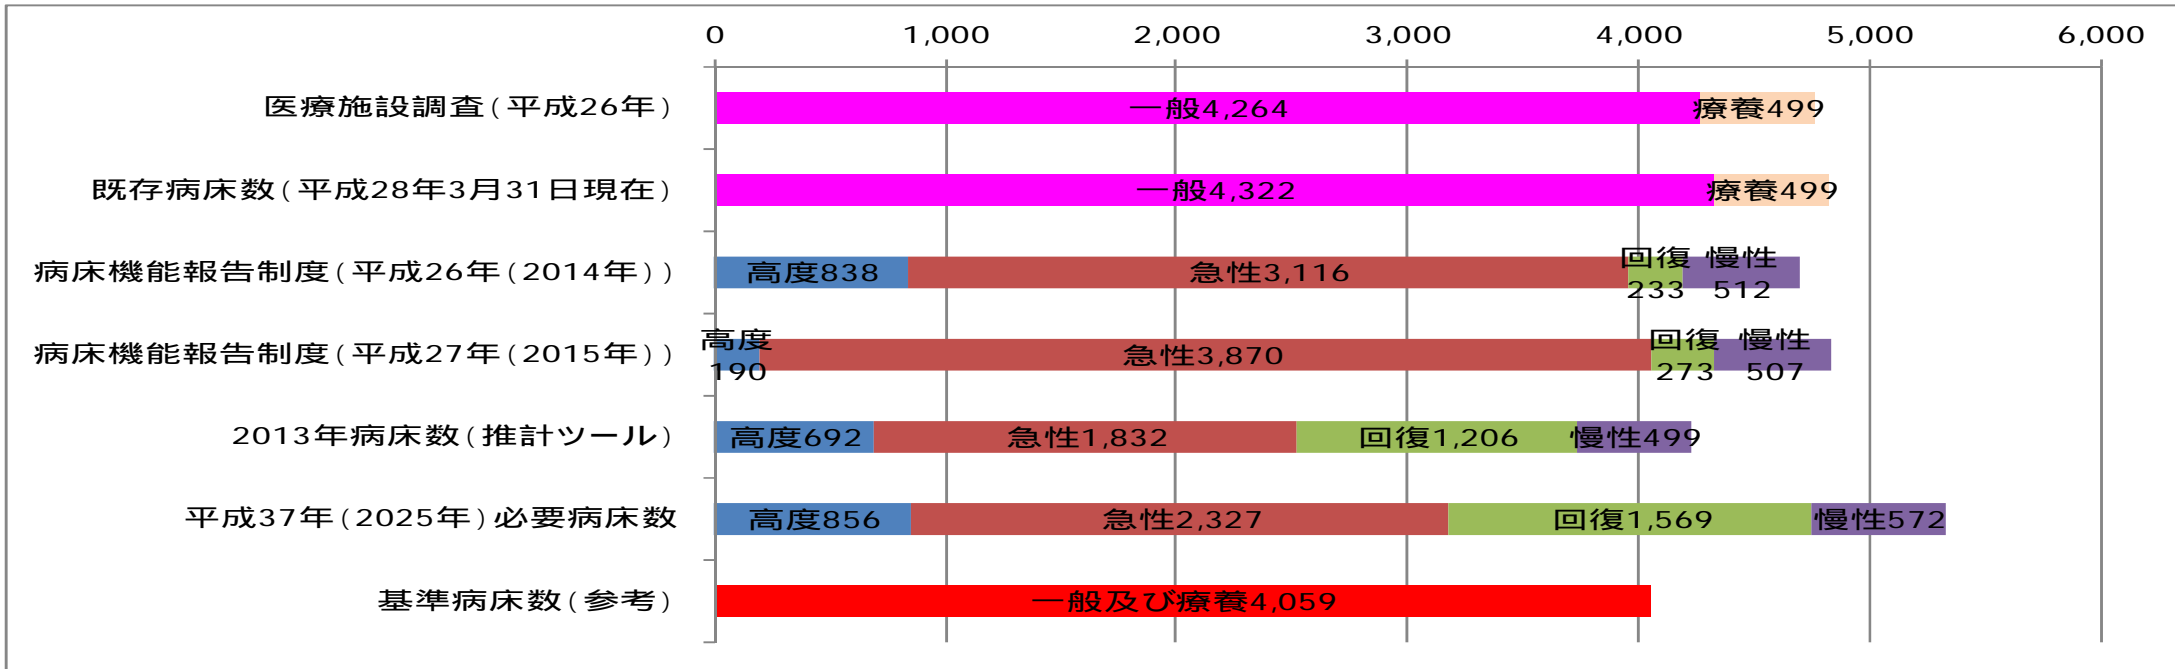 0 1,000 2,000 3,000 4,000 5,000 6,000
医療施設調査(平成26年) 一般4,264 療養499
既存病床数(平成28年3月31日現在) 一般4,322 療養499
病床機能報告制度(平成26年(2014年)) 高度838 急性3,116 回復 233 慢性 512
病床機能報告制度(平成27年(2015年)) 高度 190 急性3,870 回復 273 慢性 507
2013年病床数(推計ツール) 高度692 急性1,832 回復1,206 慢性499
平成37年(2025年)必要病床数 高度856 急性2,327 回復1,569 慢性572
基準病床数(参考) 一般及び療養4,059